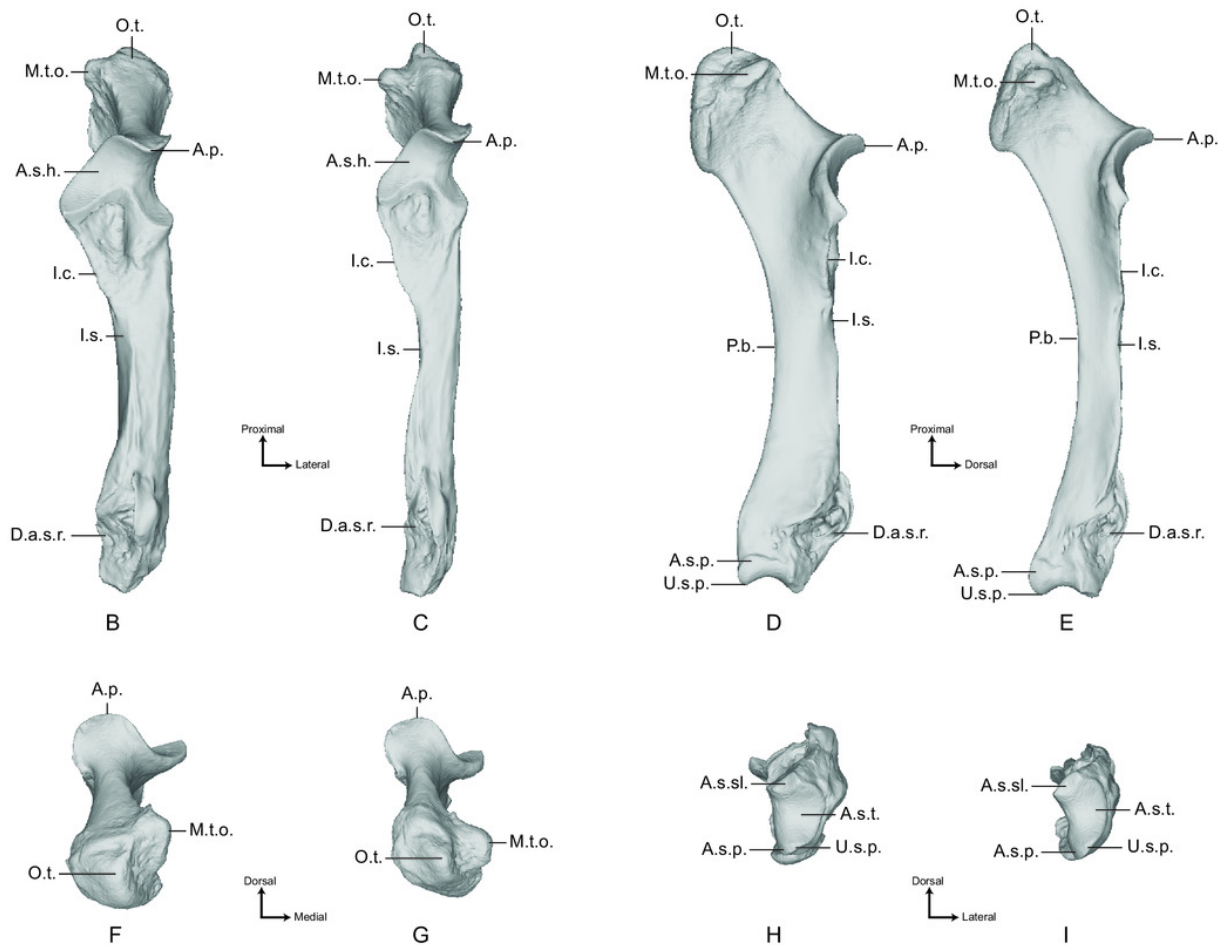 O.t.
M.t.o.
A.p.
A.s.h.
I.c.
I.s.
Proximal
Lateral
D.a.s.r.
B
O.t.
M.t.o.
A.p.
A.s.h.
I.c.
I.s.
D.a.s.r.
C
O.t.
M.t.o.
A.p.
I.c.
I.s.
P.b.
Proximal
Dorsal
D.a.s.r.
A.s.p.
U.s.p.
D
O.t.
M.t.o.
A.p.
I.c.
P.b.
I.s.
D.a.s.r.
A.s.p.
U.s.p.
E
A.p.
M.t.o.
O.t.
Dorsal
Medial
F
A.p.
M.t.o.
O.t.
G
A.s.sl.
A.s.t.
A.s.p.
U.s.p.
Dorsal
Lateral
H
A.s.sl.
A.s.t.
A.s.p.
U.s.p.
I